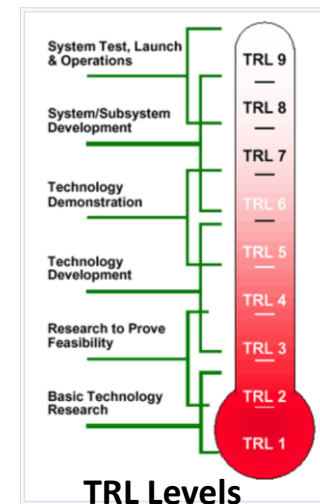 System Test, Launch
& Operations
System/Subsystem
Development
Technology
Demonstration
Technology
Development
Research to Prove
Feasibility
Basic Technology
Research
TRL 9
TRL 8
TRL 7
TRL 6
TRL 5
TRL 4
TRL 3
TRL 2
TRL 1
TRL Levels